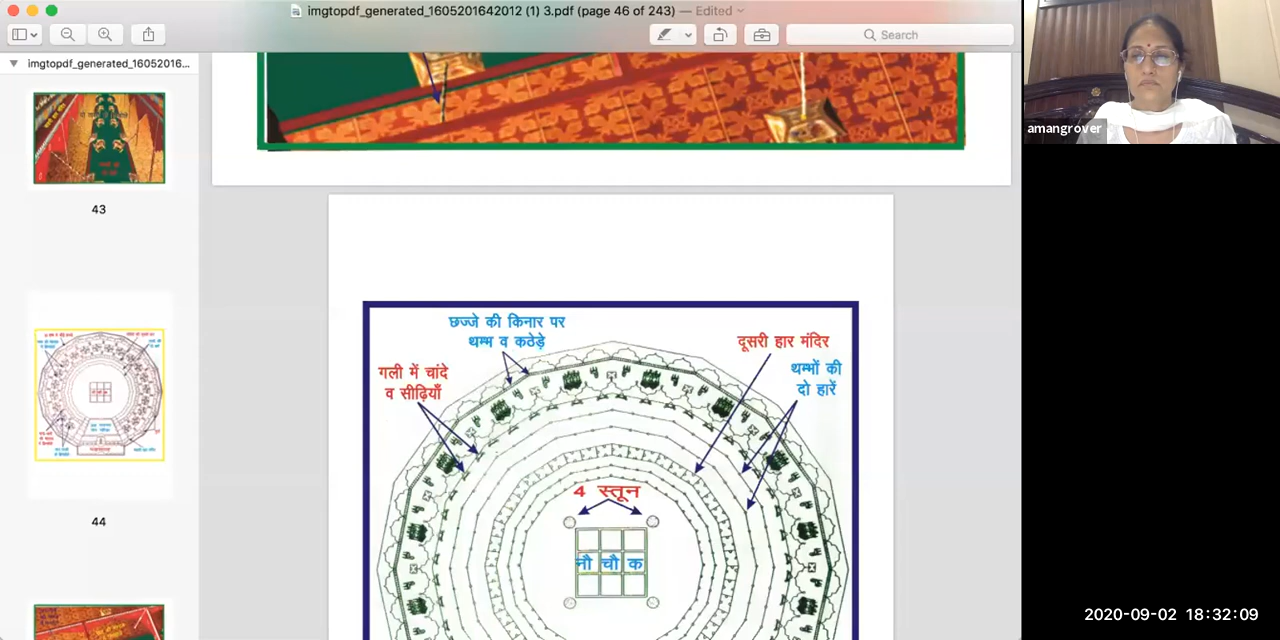 imgtopdf_generated_1605201642012 (1) 3.pdf (page 46 of 243) — Edited
Search
imgtopdf_generated_16052016...
43
44
amangrover
छज्जे की किनार पर
थम्भ व कठेड़े
दूसरी हार मंदिर
गली में चांदे
व सीढ़ियाँ
थम्भों की
दो हारें
4 स्तून
नौ चौ क
2020-09-02 18:32:09